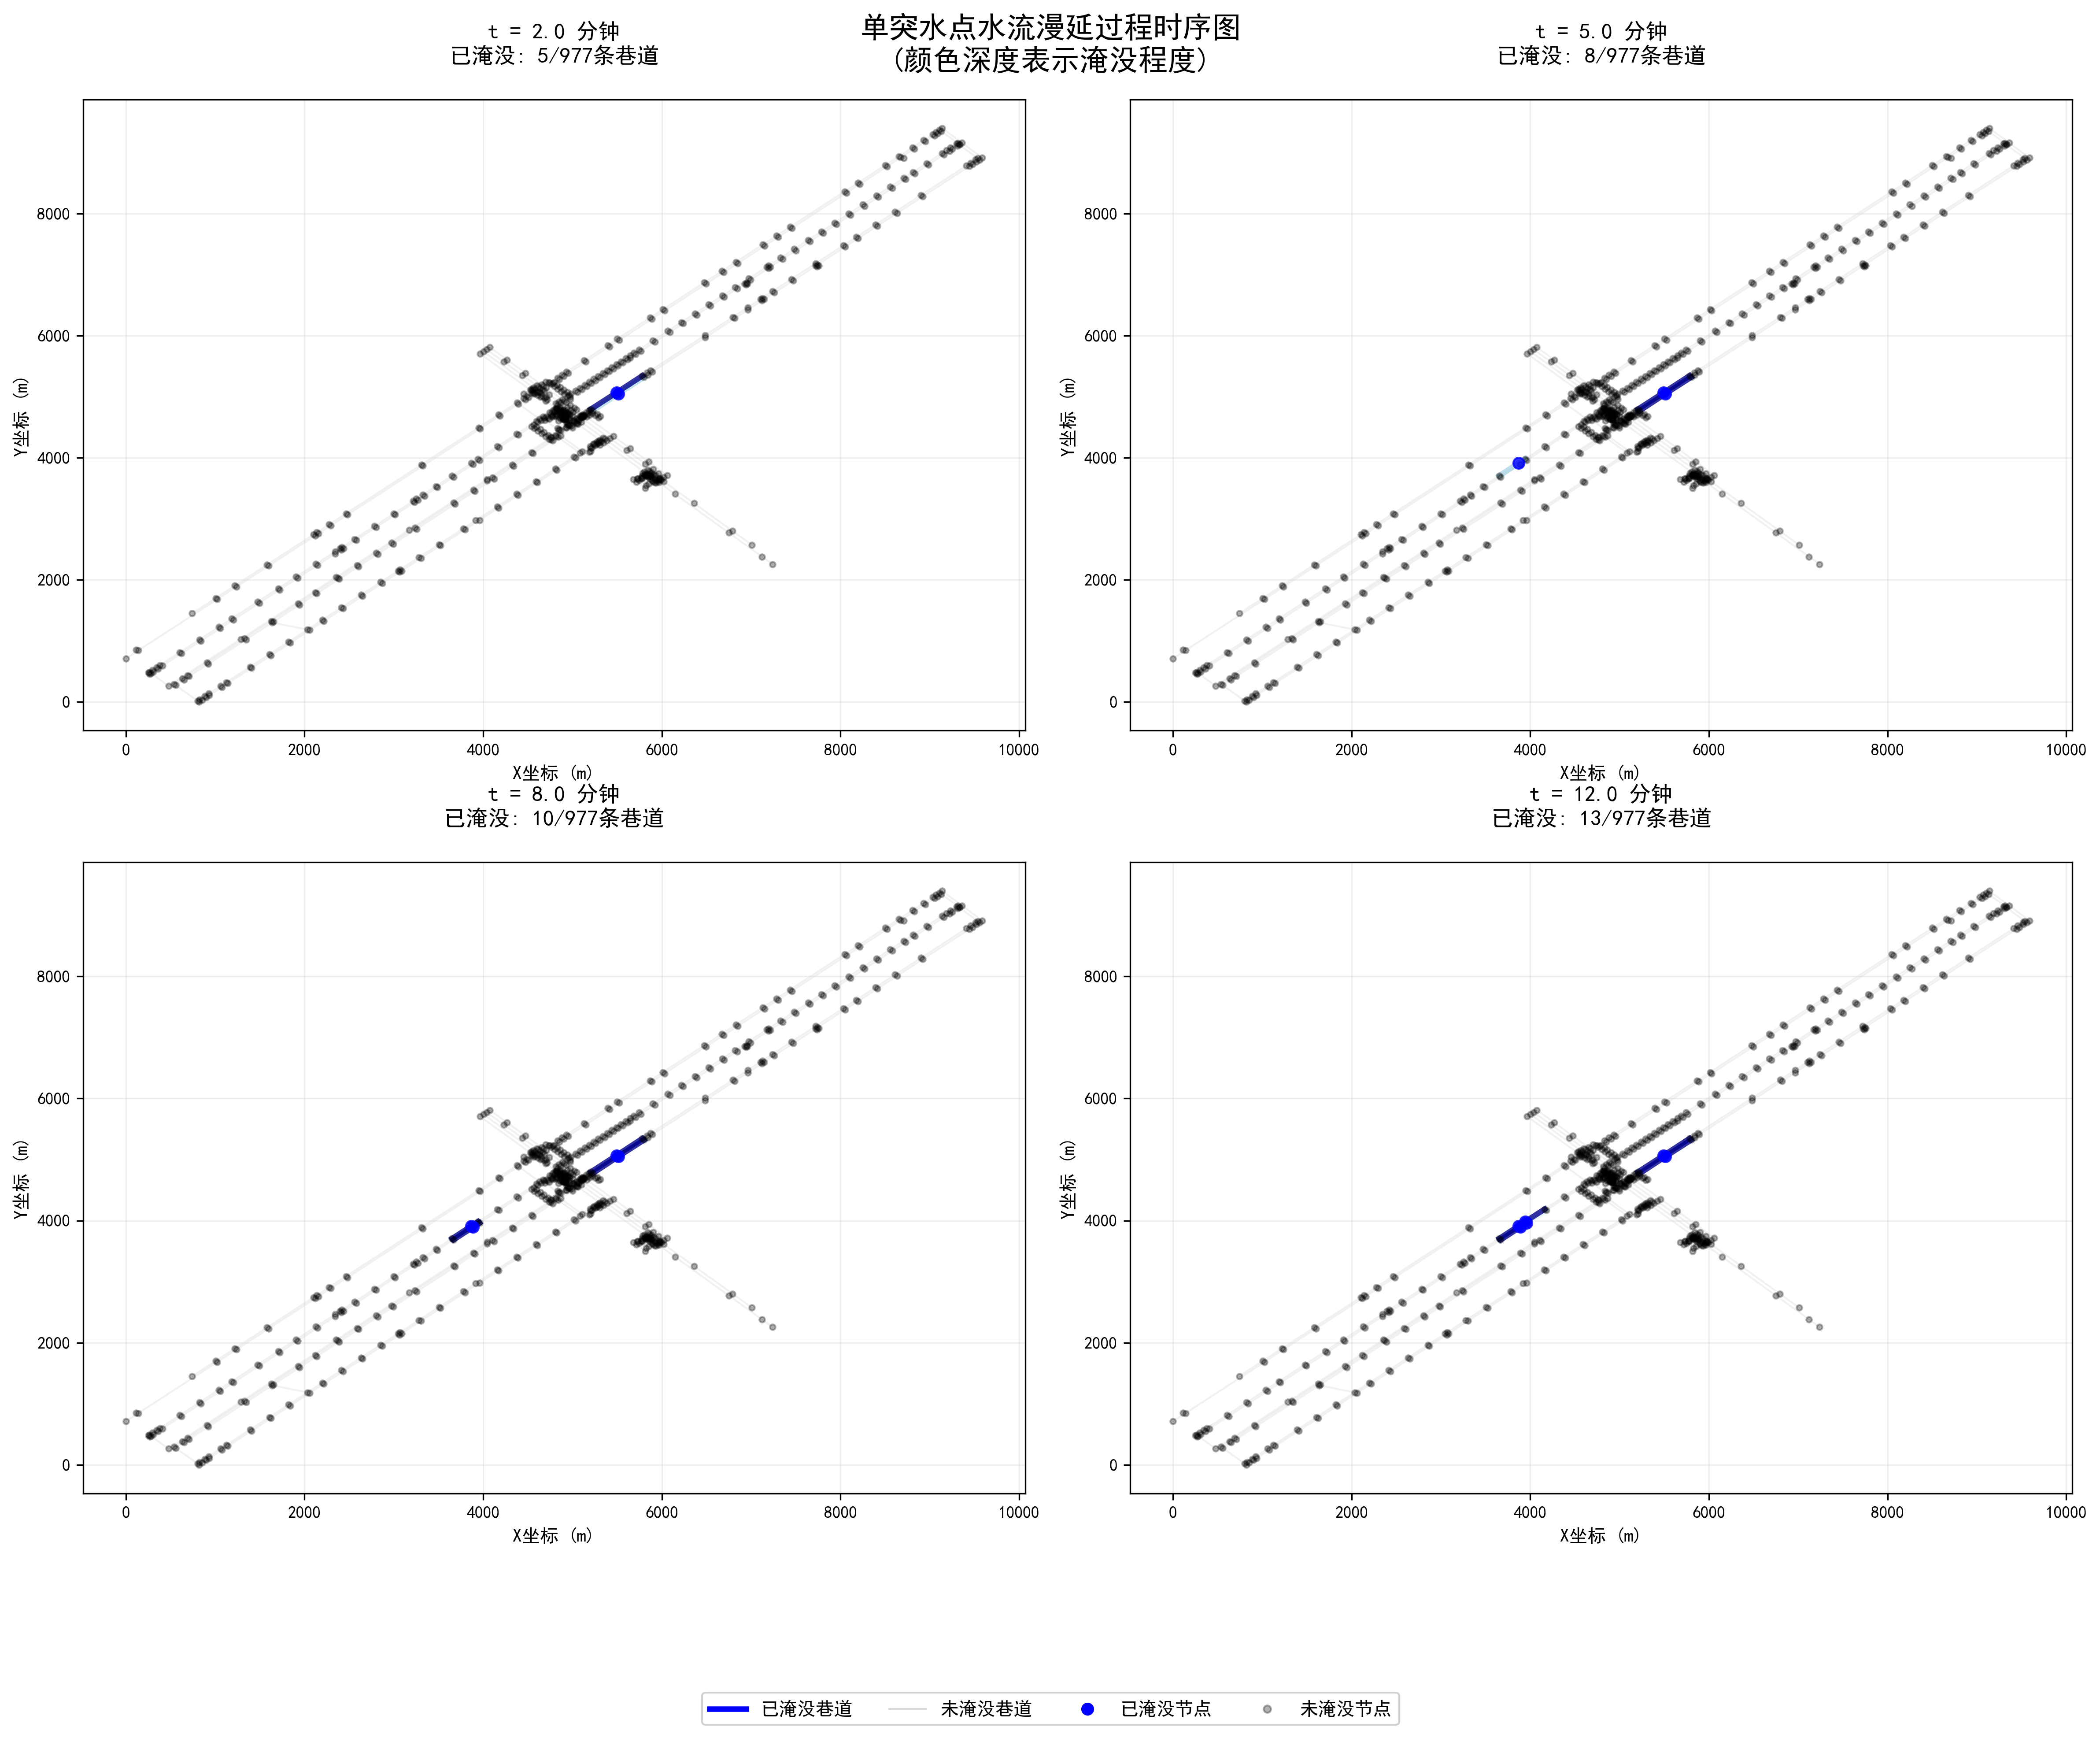 单突水点水流漫延过程时序图
(颜色深度表示淹没程度)
t = 2.0 分钟
已淹没: 5/977条巷道
8000
6000
4000
2000
0
Y坐标 (m)
0 2000 4000 6000 8000 10000
X坐标 (m)
t = 5.0 分钟
已淹没: 8/977条巷道
8000
6000
4000
2000
0
Y坐标 (m)
0 2000 4000 6000 8000 10000
X坐标 (m)
t = 8.0 分钟
已淹没: 10/977条巷道
8000
6000
4000
2000
0
Y坐标 (m)
0 2000 4000 6000 8000 10000
X坐标 (m)
t = 12.0 分钟
已淹没: 13/977条巷道
8000
6000
4000
2000
0
Y坐标 (m)
0 2000 4000 6000 8000 10000
X坐标 (m)
已淹没巷道 未淹没巷道 已淹没节点 未淹没节点